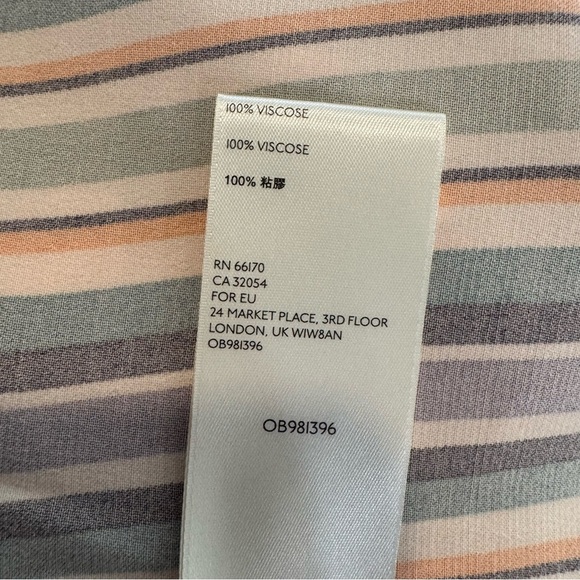 100% VISCOSE
100% VISCOSE
100% 粘膠
RN 66170
CA 32054
FOR EU
24 MARKET PLACE, 3RD FLOOR
LONDON, UK W1W8AN
OB981396
OB981396